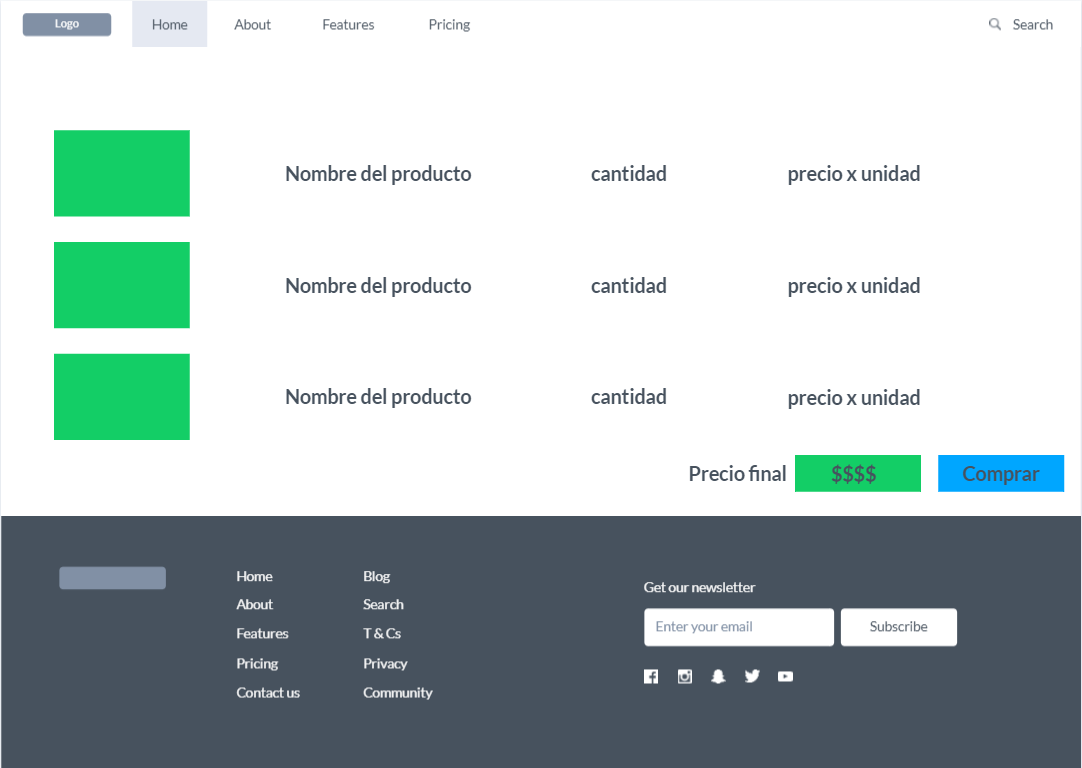 Logo
Home About Features Pricing Search
Nombre del producto cantidad precio x unidad
Nombre del producto cantidad precio x unidad
Nombre del producto cantidad precio x unidad
Precio final $$$$ Comprar
Home Blog
About Search
Features T & Cs
Pricing Privacy
Contact us Community
Get our newsletter
Enter your email Subscribe